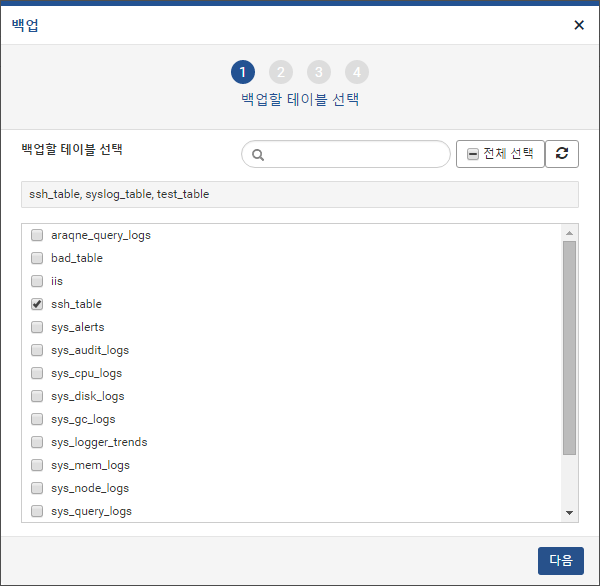 백업
1 2 3 4
백업할 테이블 선택
백업할 테이블 선택 전체 선택
ssh_table, syslog_table, test_table
araqne_query_logs
bad_table
iis
ssh_table
sys_alerts
sys_audit_logs
sys_cpu_logs
sys_disk_logs
sys_gc_logs
sys_logger_trends
sys_mem_logs
sys_node_logs
sys_query_logs
다음